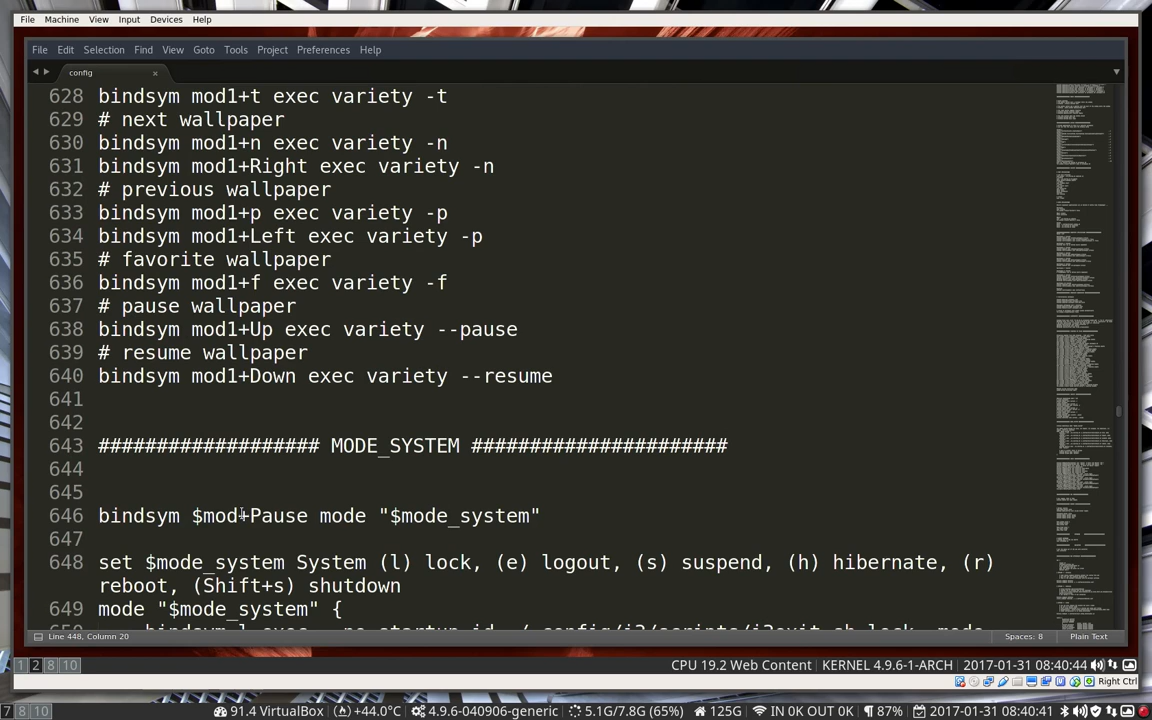 File Machine View Input Devices Help
File Edit Selection Find View Goto Tools Project Preferences Help
config
628 bindsym mod1+t exec variety -t
629 # next wallpaper
630 bindsym mod1+n exec variety -n
631 bindsym mod1+Right exec variety -n
632 # previous wallpaper
633 bindsym mod1+p exec variety -p
634 bindsym mod1+Left exec variety -p
635 # favorite wallpaper
636 bindsym mod1+f exec variety -f
637 # pause wallpaper
638 bindsym mod1+Up exec variety --pause
639 # resume wallpaper
640 bindsym mod1+Down exec variety --resume
641
642
643 ################### MODE_SYSTEM ######################
644
645
646 bindsym $mod+Pause mode "$mode_system"
647
648 set $mode_system System (l) lock, (e) logout, (s) suspend, (h) hibernate, (r)
reboot, (Shift+s) shutdown
649 mode "$mode_system" {
Line 448, Column 20 Spaces: 8 Plain Text
1 2 8 10 CPU 19.2 Web Content KERNEL 4.9.6-1-ARCH 2017-01-31 08:40:44
Right Ctrl
7 8 10 91.4 VirtualBox +44.0°C 4.9.6-040906-generic 5.1G/7.8G (65%) 125G IN 0K OUT 0K 87% 2017-01-31 08:40:41